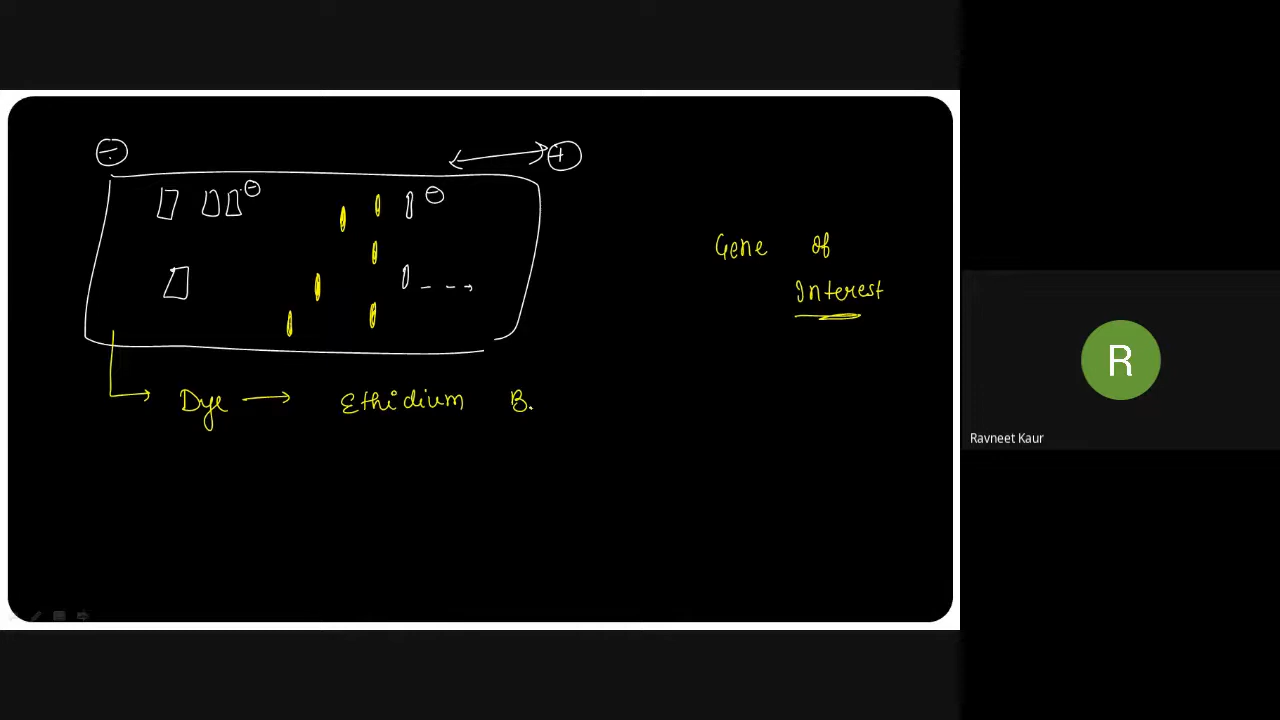 Gene of
Interest
Dye → Ethidium B.
R
Ravneet Kaur